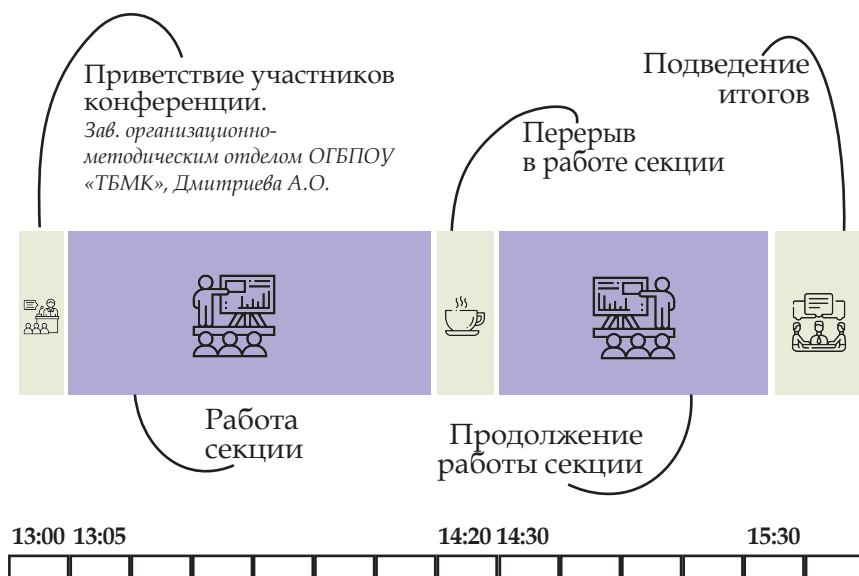 Приветствие участников
конференции.
Зав. организационно-
методическим отделом ОГБПОУ
«ТБМК», Дмитриева А.О.
Перерыв
в работе секции
Подведение
итогов
Работа
секции
Продолжение
работы секции
13:00 13:05 14:20 14:30 15:30